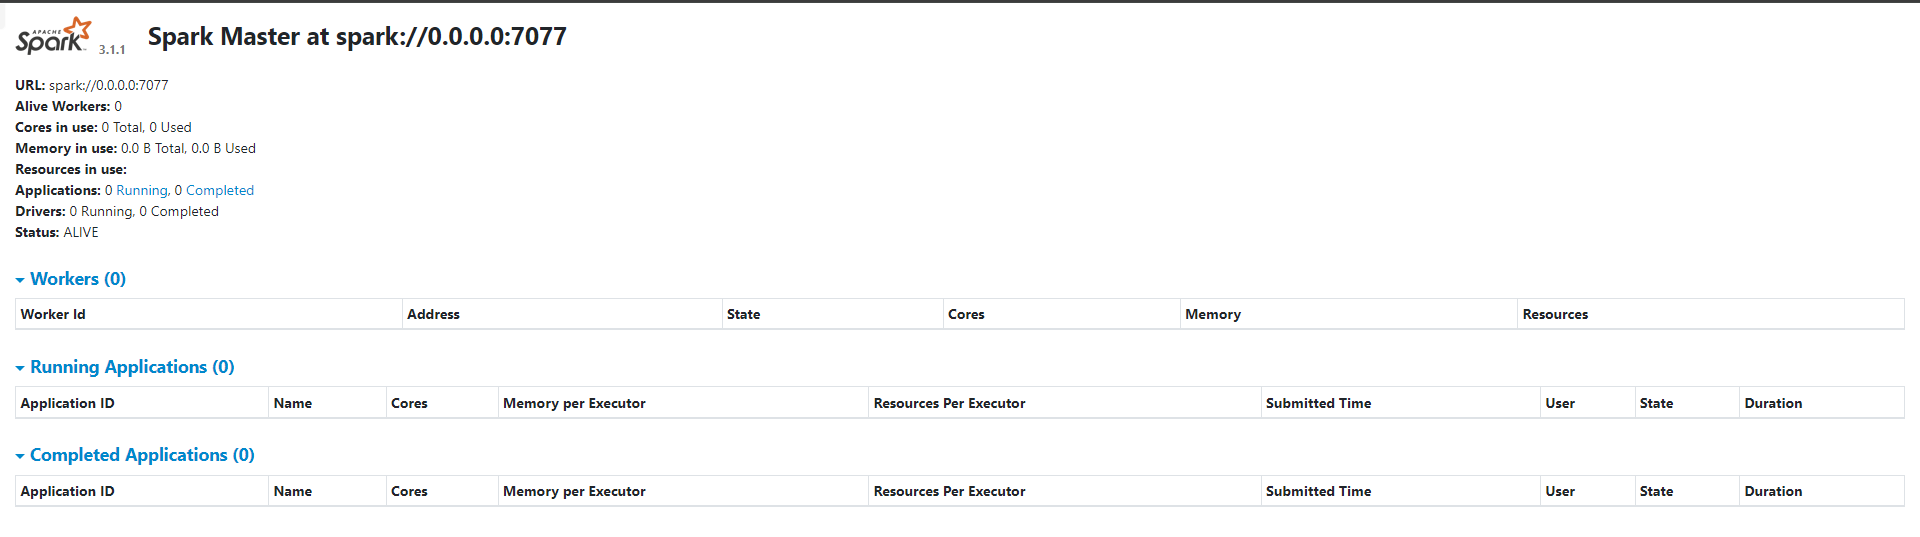 APACHE
Spark 3.1.1 Spark Master at spark://0.0.0.0:7077
URL: spark://0.0.0.0:7077
Alive Workers: 0
Cores in use: 0 Total, 0 Used
Memory in use: 0.0 B Total, 0.0 B Used
Resources in use:
Applications: 0 Running, 0 Completed
Drivers: 0 Running, 0 Completed
Status: ALIVE
Workers (0)
Worker Id Address State Cores Memory Resources
Running Applications (0)
Application ID Name Cores Memory per Executor Resources Per Executor Submitted Time User State Duration
Completed Applications (0)
Application ID Name Cores Memory per Executor Resources Per Executor Submitted Time User State Duration